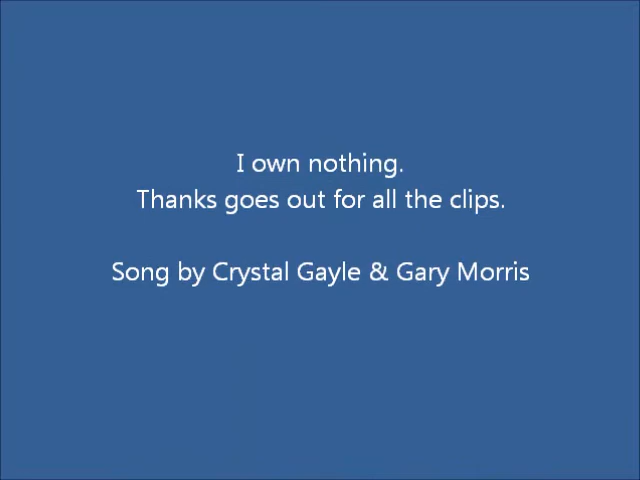 I own nothing.
Thanks goes out for all the clips.
Song by Crystal Gayle & Gary Morris